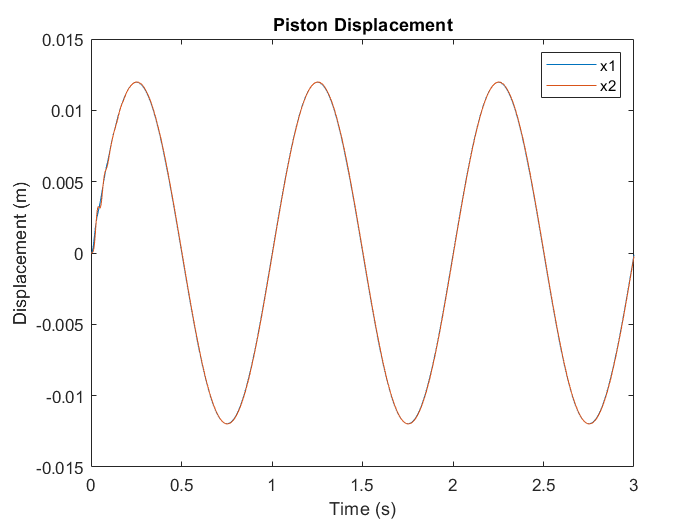 Piston Displacement
0.015
0.01
0.005
0
-0.005
-0.01
-0.015
Displacement (m)
x1
x2
0 0.5 1 1.5 2 2.5 3
Time (s)